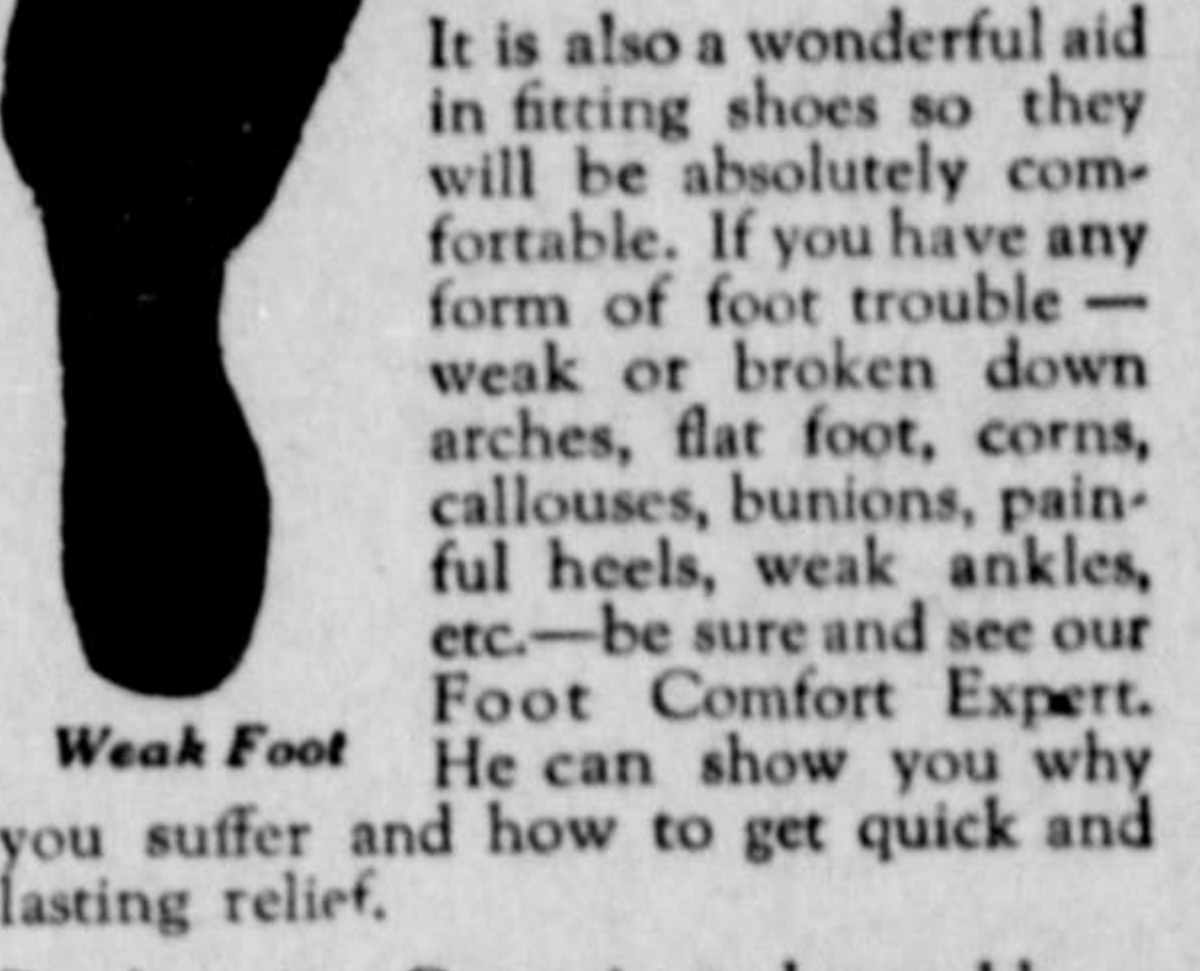 It is also a wonderful aid
in fitting shoes so they
will be absolutely com-
fortable. If you have any
form of foot trouble —
weak or broken down
arches, flat foot, corns,
callouses, bunions, pain-
ful heels, weak ankles,
etc.—be sure and see our
Foot Comfort Expert.
He can show you why
Weak Foot
you suffer and how to get quick and
lasting relief.